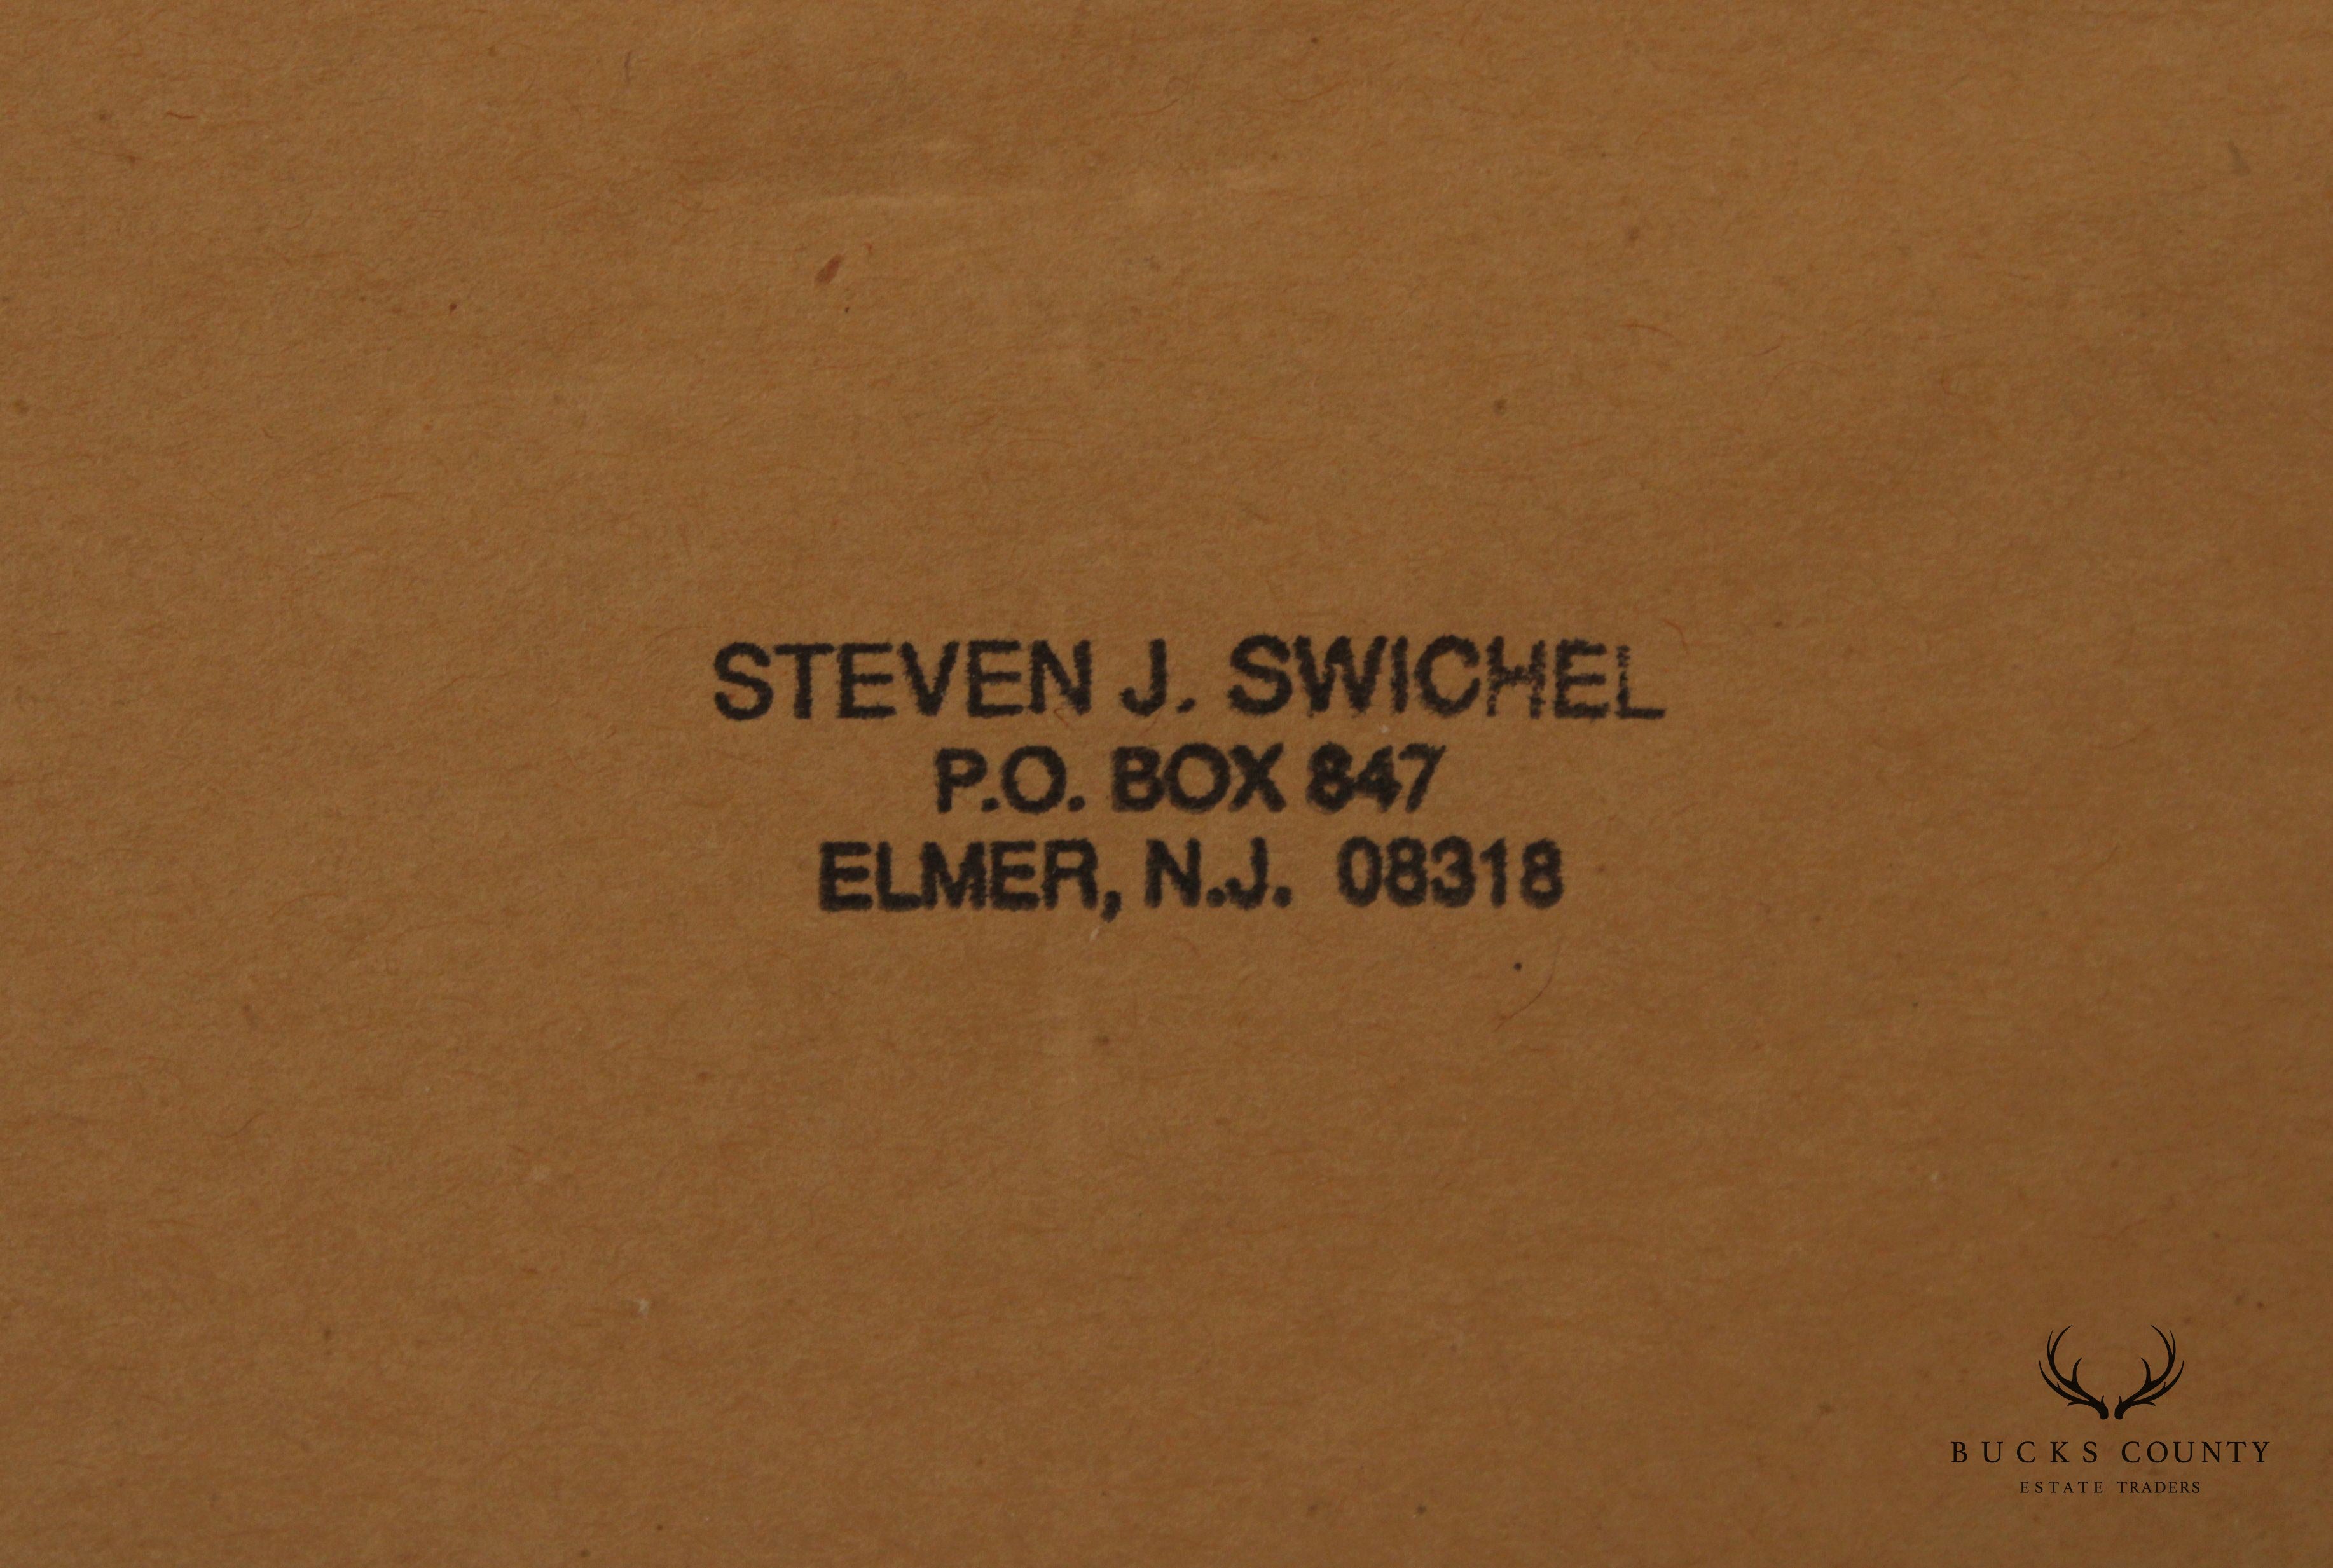 STEVEN J. SWICHEL
P.O. BOX 847
ELMER, N.J. 08318
BUCKS COUNTY
ESTATE TRADERS